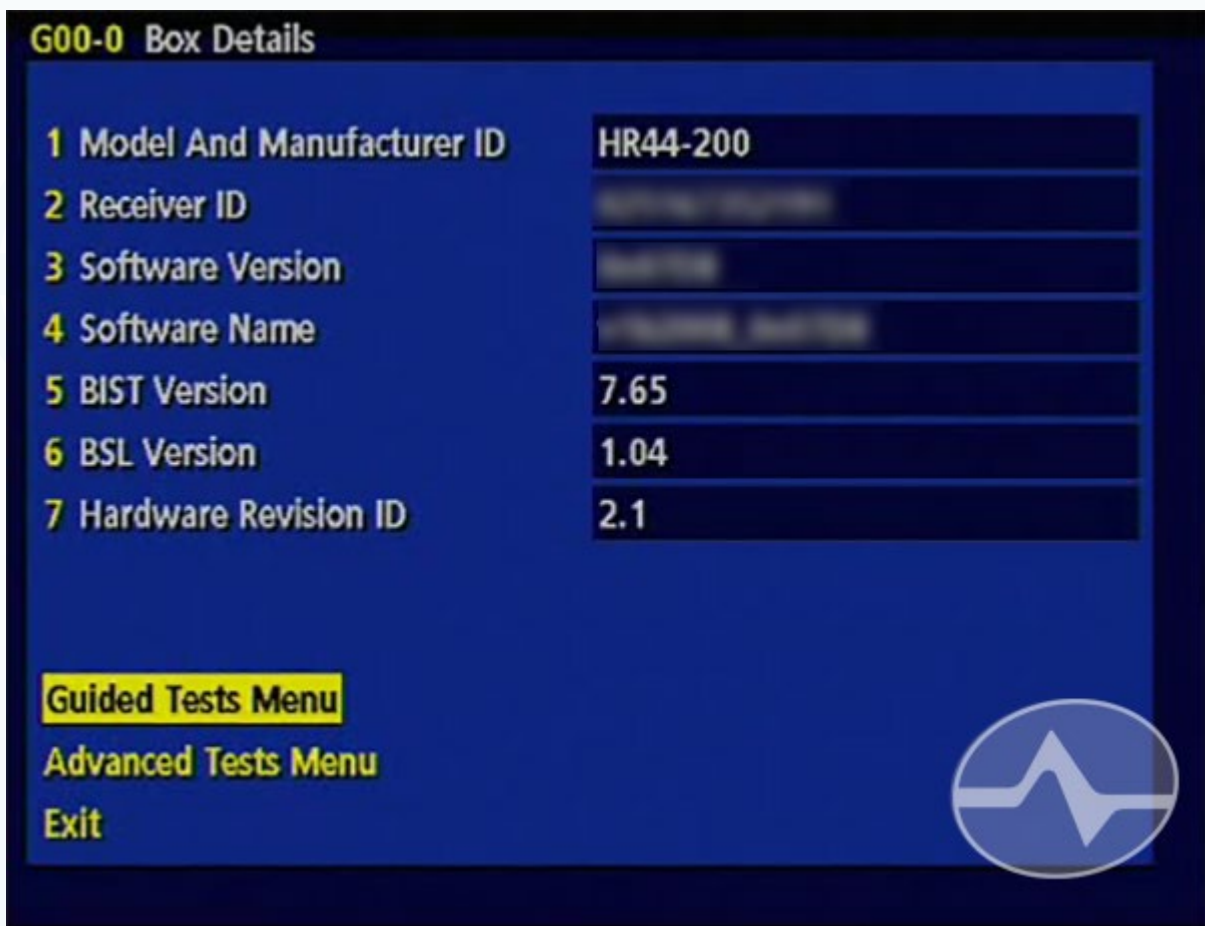 G00-0 Box Details
1 Model And Manufacturer ID HR44-200
2 Receiver ID
3 Software Version
4 Software Name
5 BIST Version 7.65
6 BSL Version 1.04
7 Hardware Revision ID 2.1
Guided Tests Menu
Advanced Tests Menu
Exit